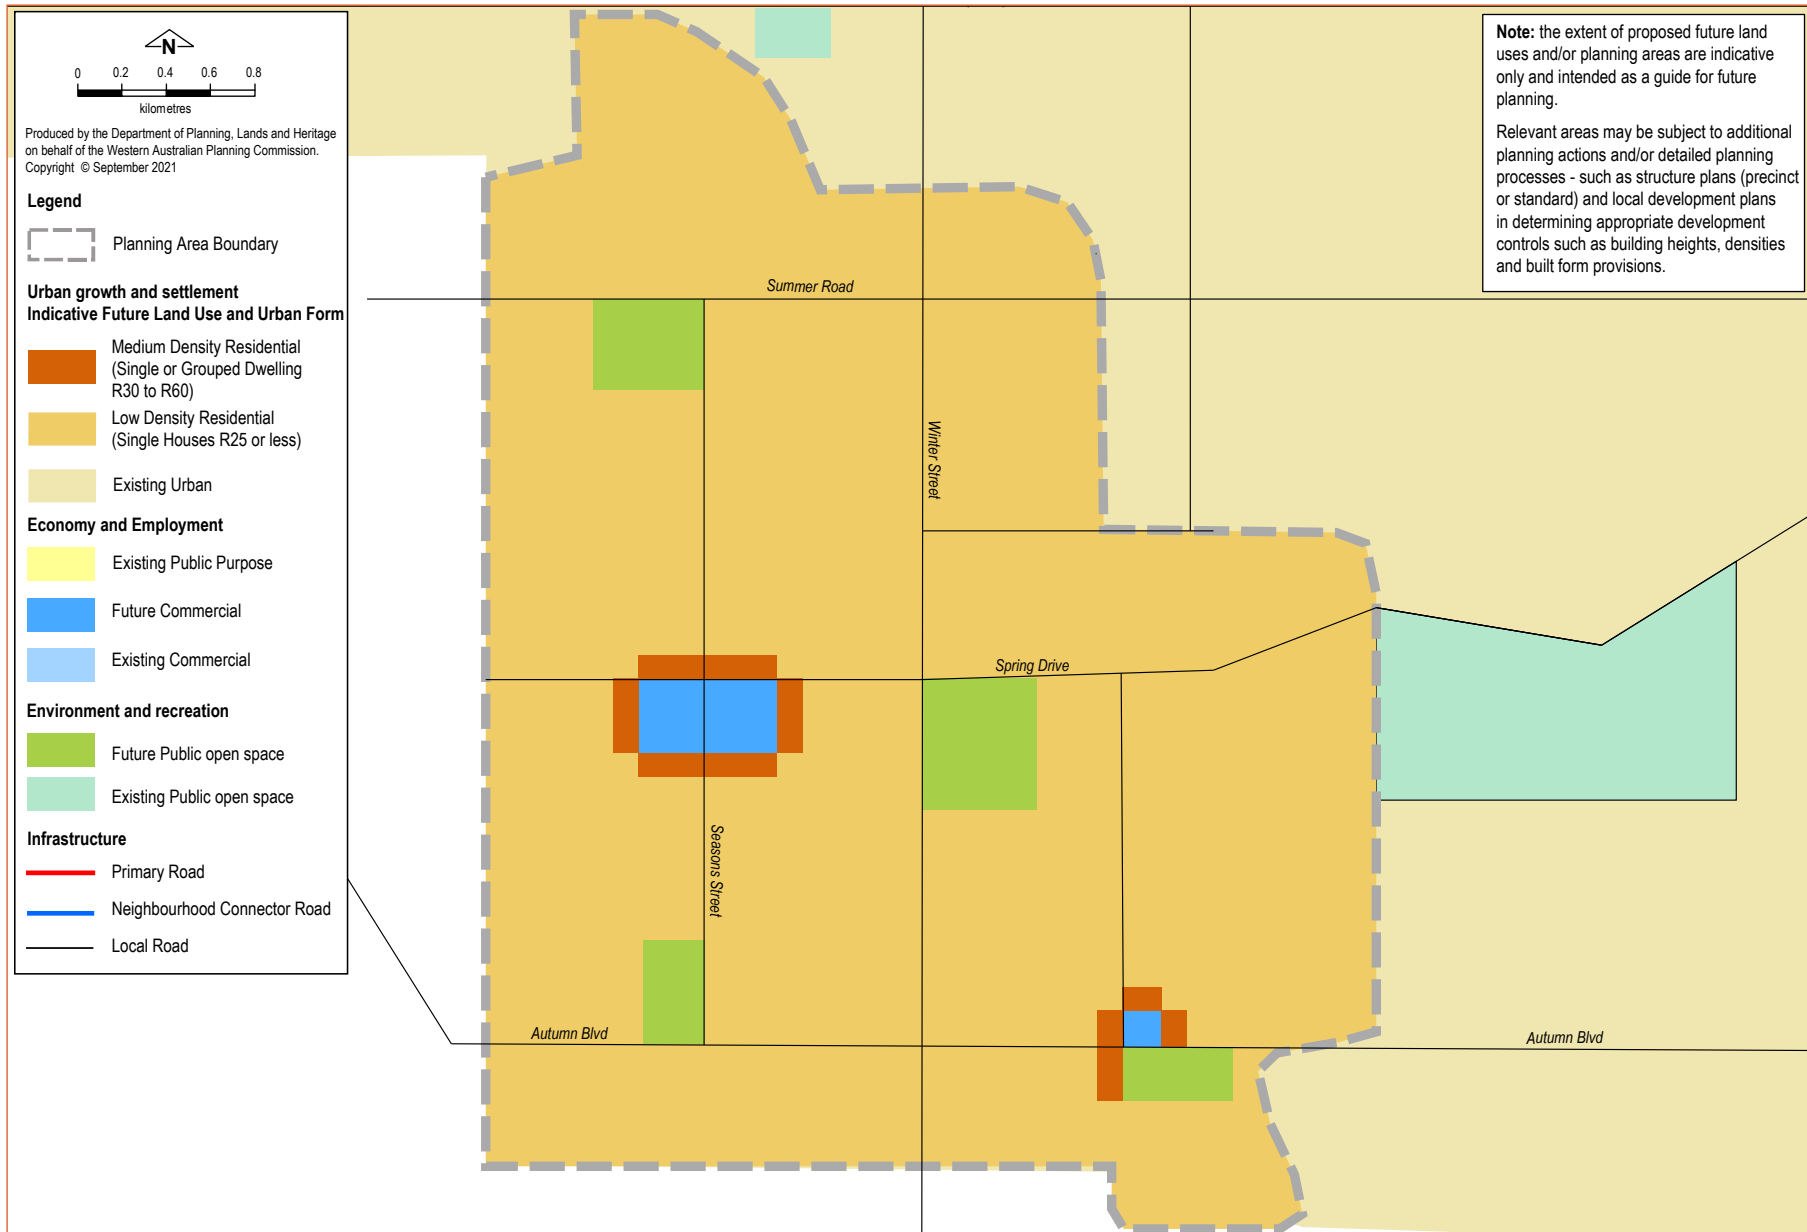 N
0 0.2 0.4 0.6 0.8
kilometres
Produced by the Department of Planning, Lands and Heritage
on behalf of the Western Australian Planning Commission.
Copyright © September 2021
Legend
Planning Area Boundary
Urban growth and settlement
Indicative Future Land Use and Urban Form
Medium Density Residential
(Single or Grouped Dwelling
R30 to R60)
Low Density Residential
(Single Houses R25 or less)
Existing Urban
Economy and Employment
Existing Public Purpose
Future Commercial
Existing Commercial
Environment and recreation
Future Public open space
Existing Public open space
Infrastructure
Primary Road
Neighbourhood Connector Road
Local Road
Note: the extent of proposed future land
uses and/or planning areas are indicative
only and intended as a guide for future
planning.
Relevant areas may be subject to additional
planning actions and/or detailed planning
processes - such as structure plans (precinct
or standard) and local development plans
in determining appropriate development
controls such as building heights, densities
and built form provisions.
Summer Road
Winter Street
Spring Drive
Seasons Street
Autumn Blvd
Autumn Blvd